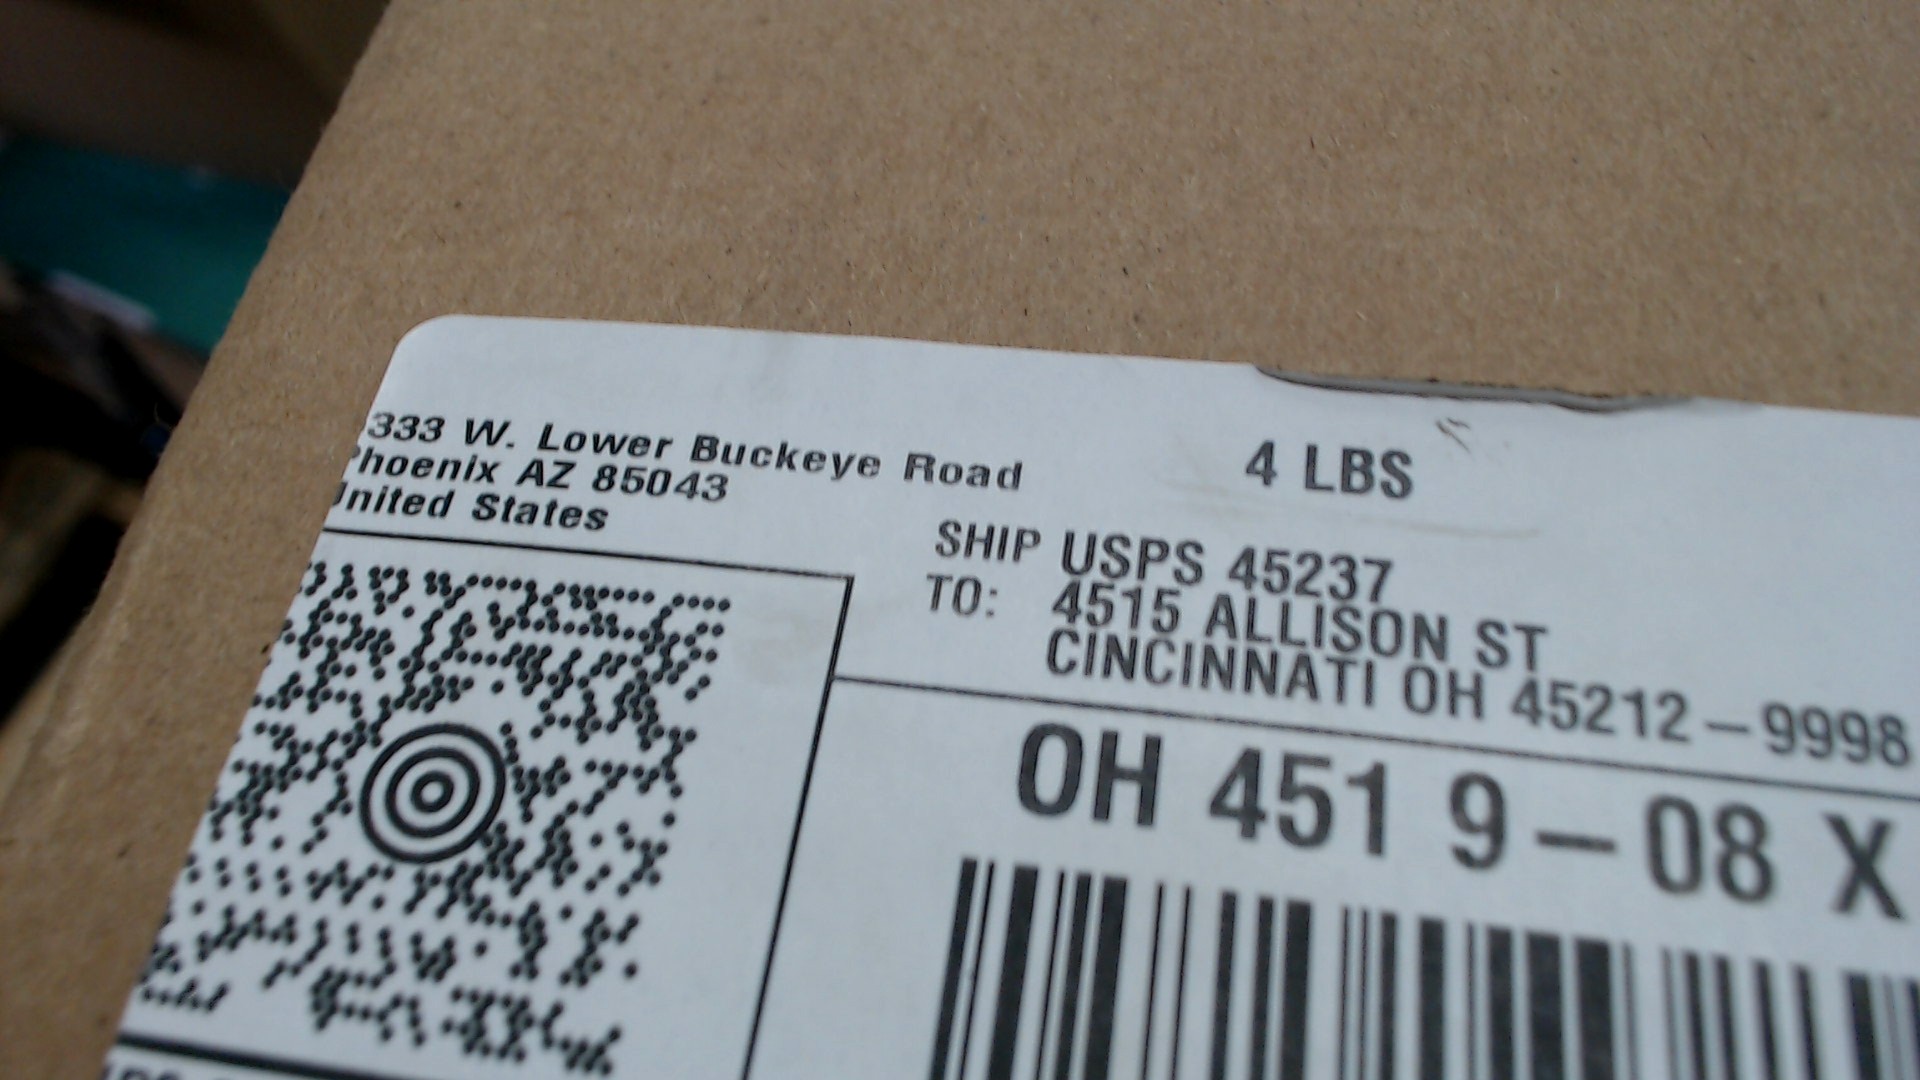 333 W. Lower Buckeye Road
Phoenix AZ 85043
United States
4 LBS
SHIP TO:
USPS 45237
4515 ALLISON ST
CINCINNATI OH 45212-9998
OH 451 9-08 X